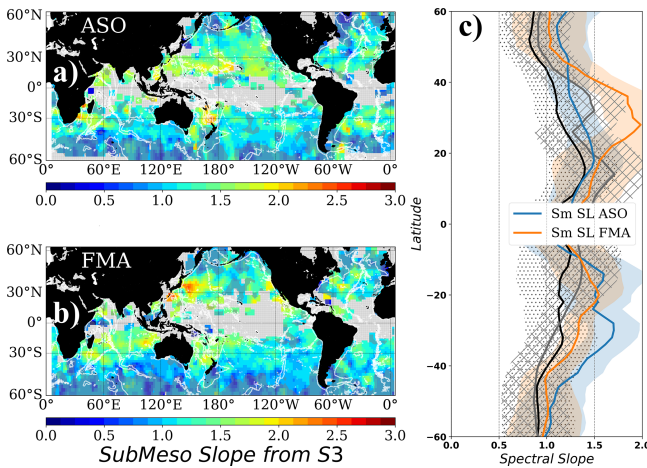 ASO
a)
60°N
30°N
0°
30°S
60°S
0° 60°E 120°E 180° 120°W 60°W 0°
0.0 0.5 1.0 1.5 2.0 2.5 3.0
FMA
b)
60°N
30°N
0°
30°S
60°S
0° 60°E 120°E 180° 120°W 60°W 0°
0.0 0.5 1.0 1.5 2.0 2.5 3.0
SubMeso Slope from S3
c)
60
40
20
0
−20
−40
−60
Latitude
Sm SL ASO
Sm SL FMA
0.0 0.5 1.0 1.5 2.0
Spectral Slope